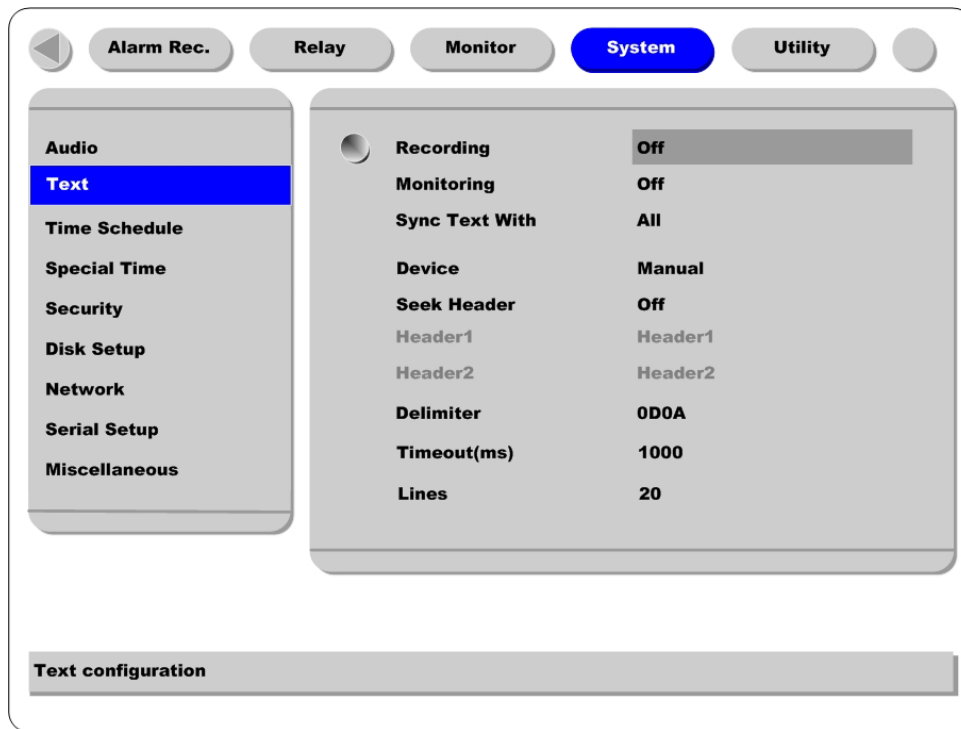 Alarm Rec. Relay Monitor System Utility
Audio
Text
Time Schedule
Special Time
Security
Disk Setup
Network
Serial Setup
Miscellaneous
Recording Off
Monitoring Off
Sync Text With All
Device Manual
Seek Header Off
Header1 Header1
Header2 Header2
Delimiter 0D0A
Timeout(ms) 1000
Lines 20
Text configuration